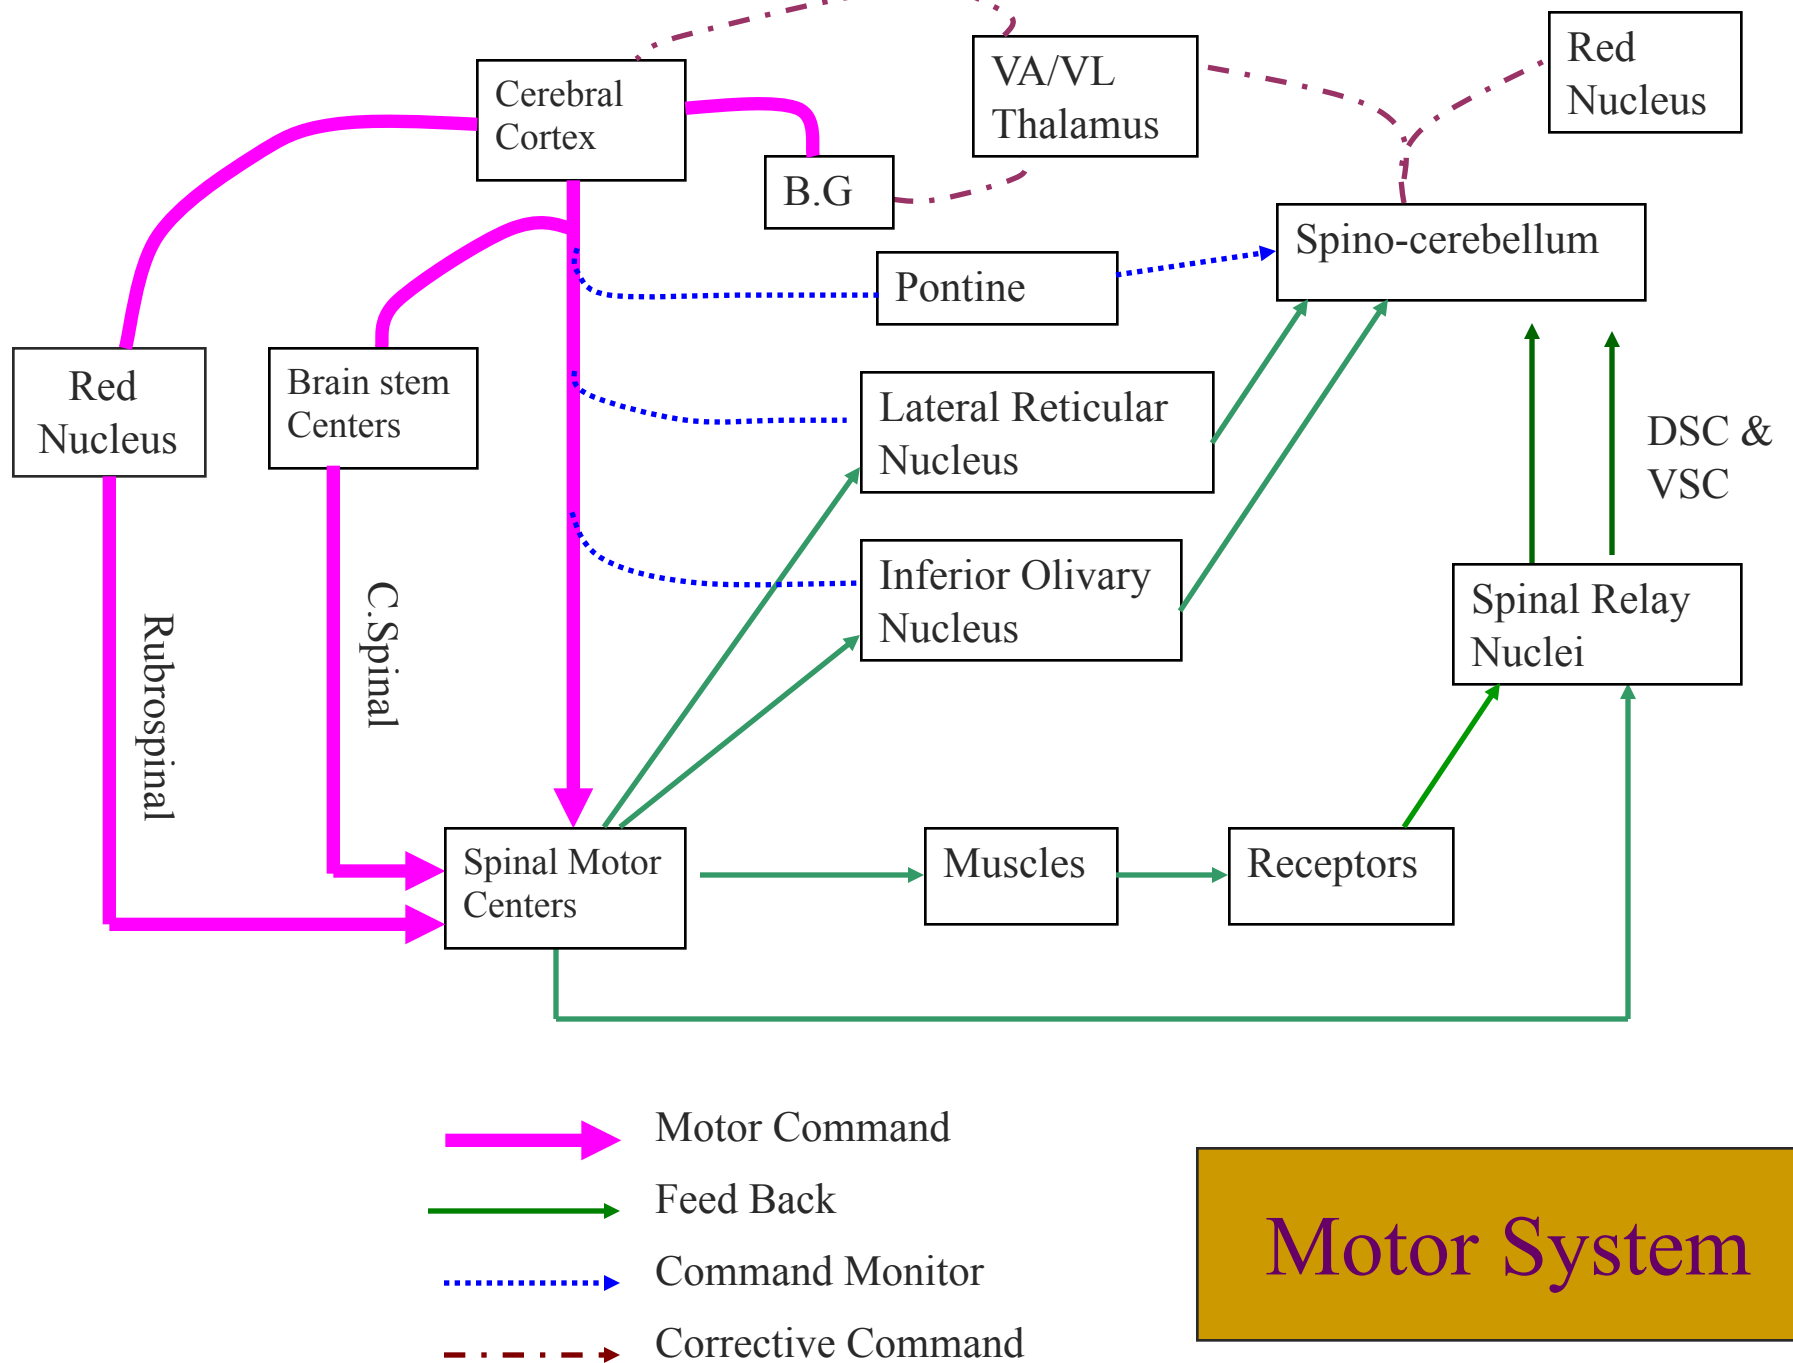 Cerebral
Cortex
VA/VL
Thalamus
Red
Nucleus
B.G
Spino-cerebellum
Pontine
Red
Nucleus
Brain stem
Centers
Lateral Reticular
Nucleus
DSC &
VSC
Inferior Olivary
Nucleus
Spinal Relay
Nuclei
Rubrospinal
C.Spinal
Spinal Motor
Centers
Muscles
Receptors
Motor Command
Feed Back
Command Monitor
Corrective Command
Motor System